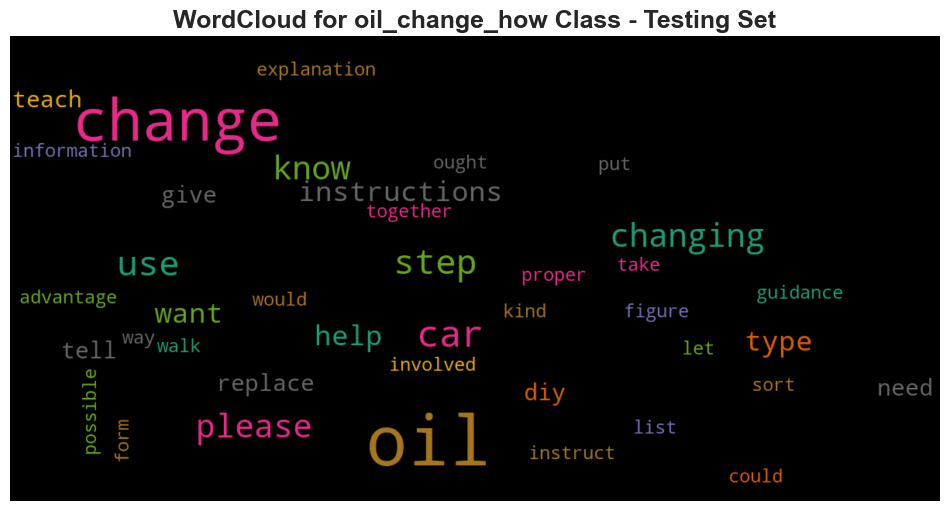 WordCloud for oil_change_how Class - Testing Set
explanation
teach
change
information
know
ought
put
give
instructions
together
changing
use
step
proper
take
advantage
would
want
kind
figure
guidance
help
car
tell
way
walk
let
type
involved
possible
replace
diy
sort
need
form
please
oil
list
instruct
could